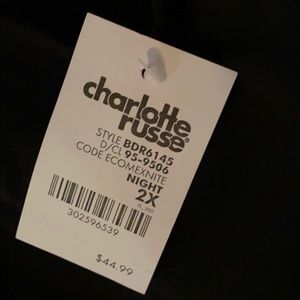 charlotte
russe
STYLE BDR6145
D/CL 95-9506
CODE ECOMEXNITE
NIGHT
2X
302596539
$44.99